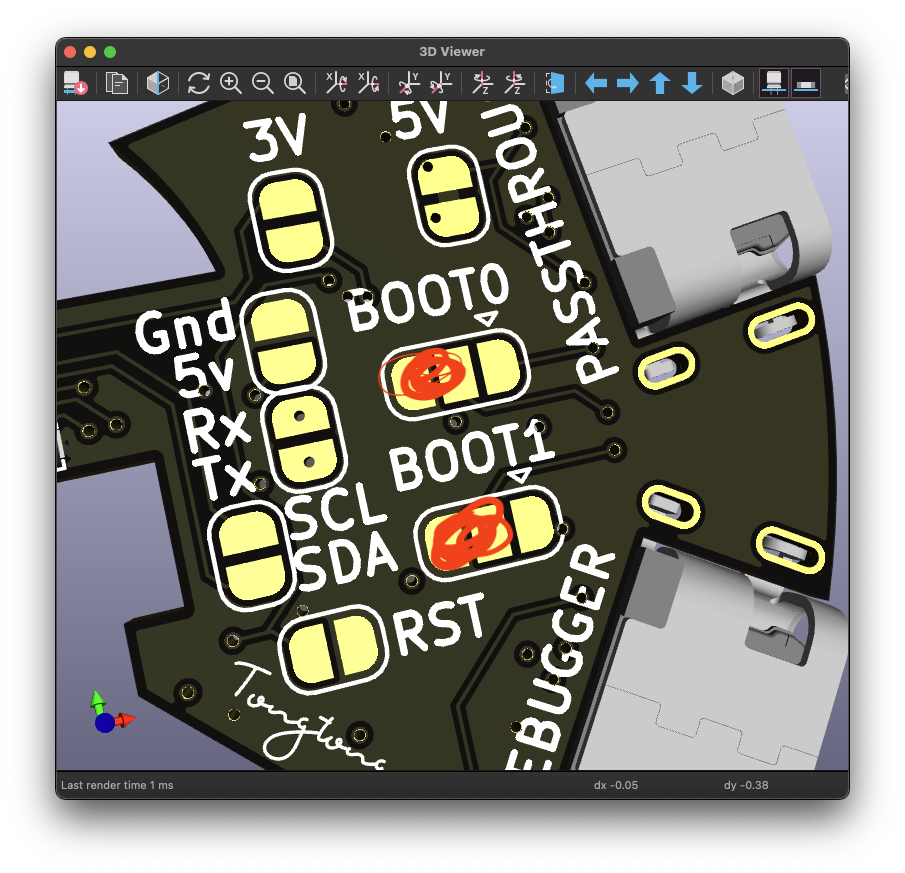 3D Viewer
3V
5V
PASSTHROU
BOOT0
Gnd
5v
Rx
Tx
BOOT1
SCL
SDA
RST
EBUGGER
Tongtong
Last render time 1 ms
dx -0.05
dy -0.38